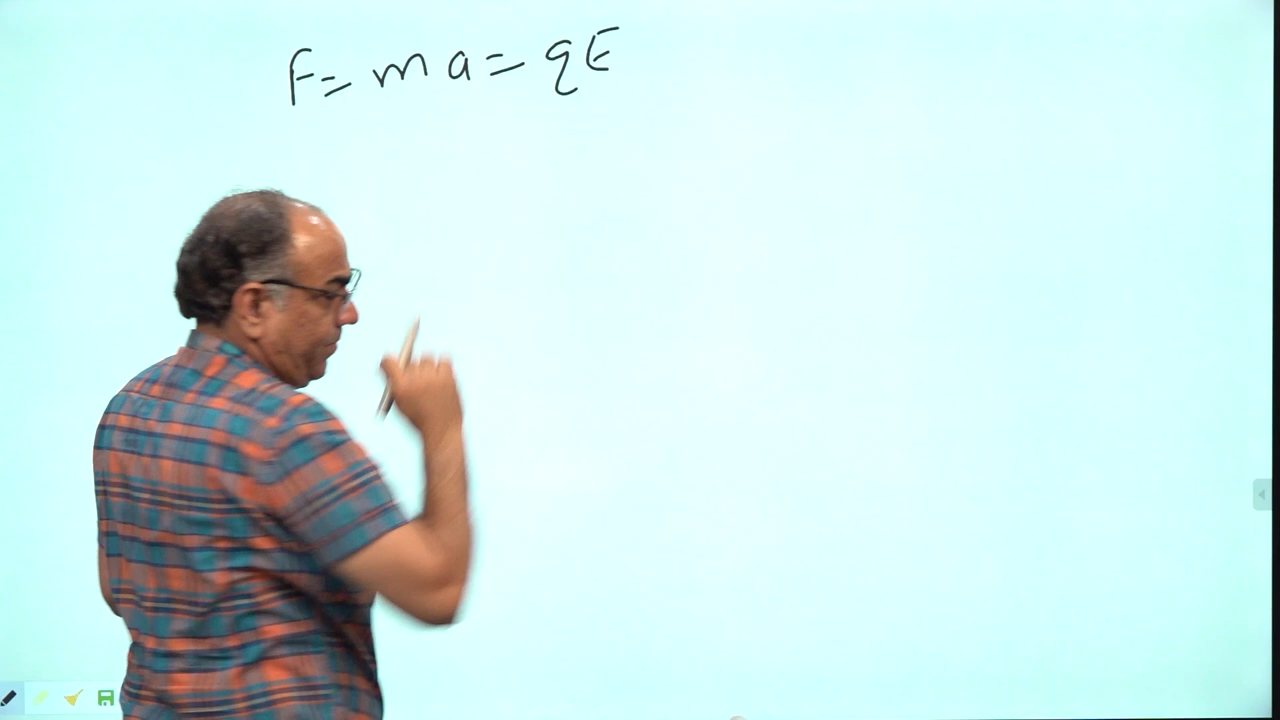 F = ma = qE